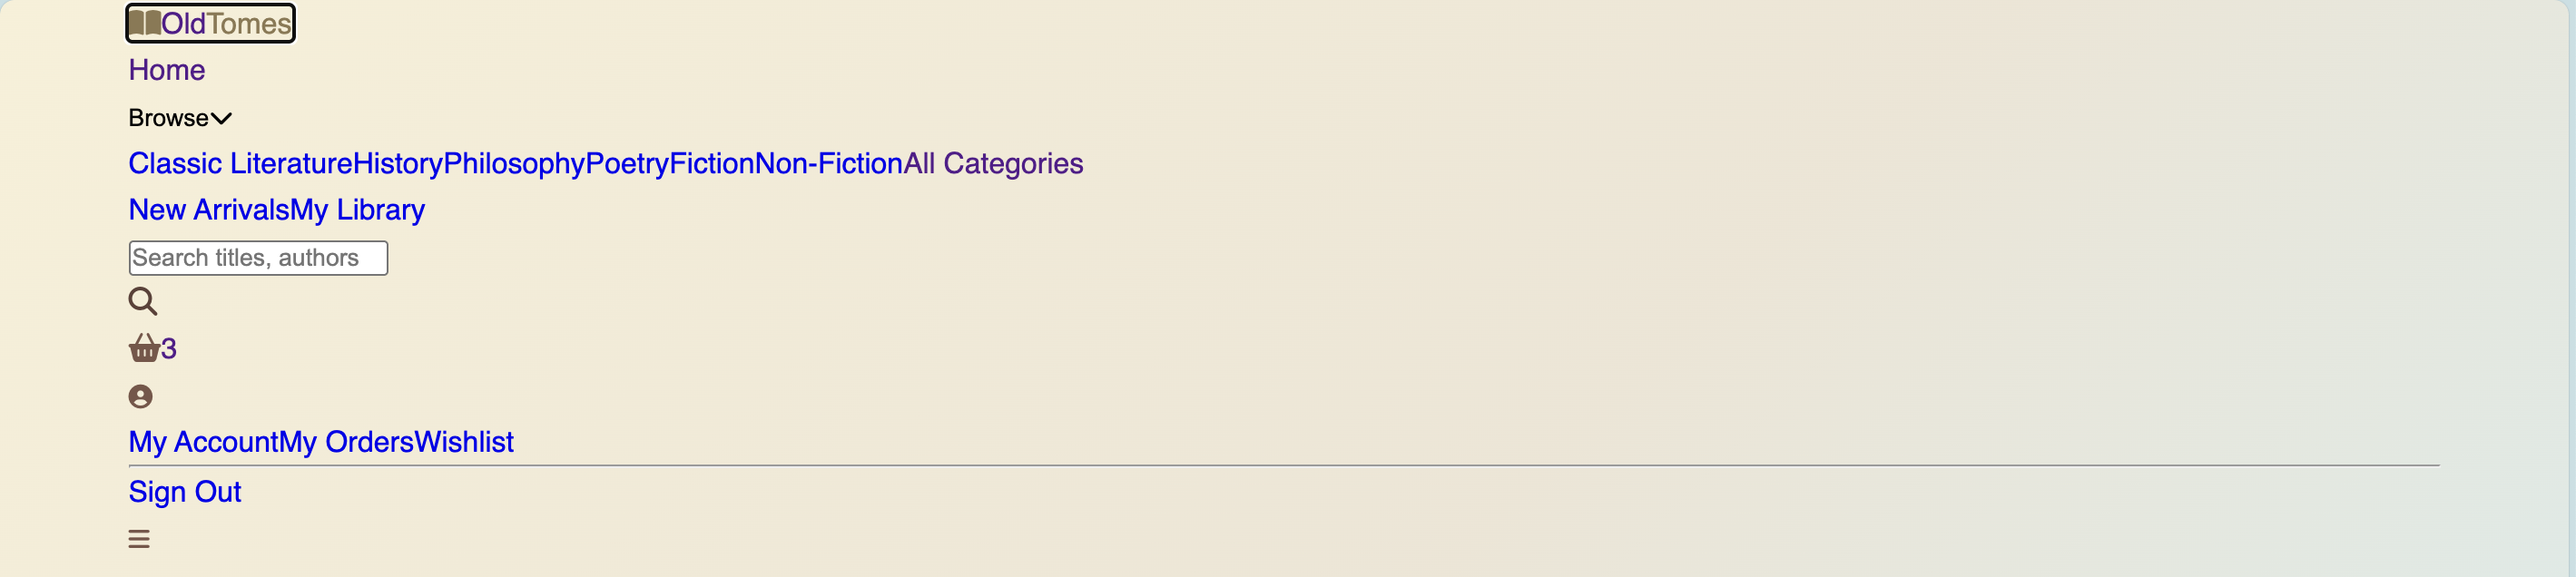 OldTomes
Home
Browse
Classic LiteratureHistoryPhilosophyPoetryFictionNon-FictionAll Categories
New ArrivalsMy Library
Search titles, authors
3
My AccountMy OrdersWishlist
Sign Out